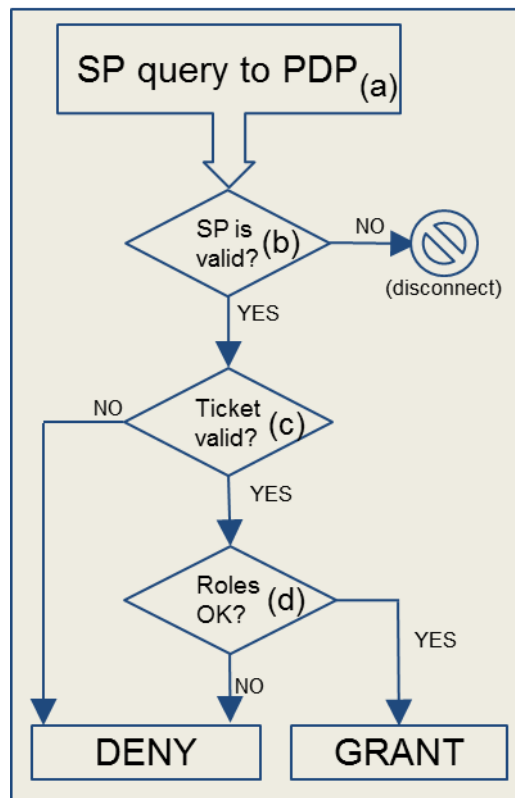 SP query to PDP(a)
SP is
valid? (b)
NO
(disconnect)
YES
NO
Ticket
valid? (c)
YES
Roles
OK? (d)
YES
NO
DENY
GRANT